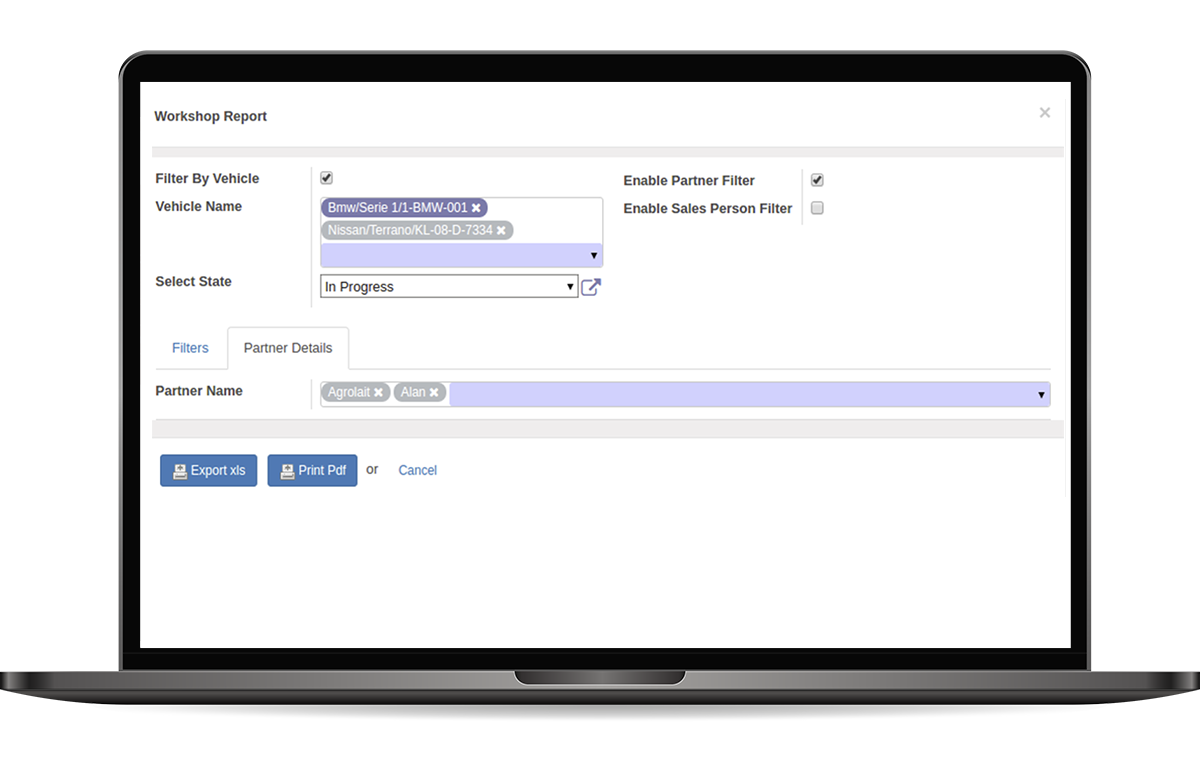 Workshop Report
Filter By Vehicle
Enable Partner Filter
Vehicle Name
Bmw/Serie 1/1-BMW-001
Enable Sales Person Filter
Nissan/Terrano/KL-08-D-7334
Select State
In Progress
Filters
Partner Details
Partner Name
Agrolait Alan
Export xls Print Pdf or Cancel